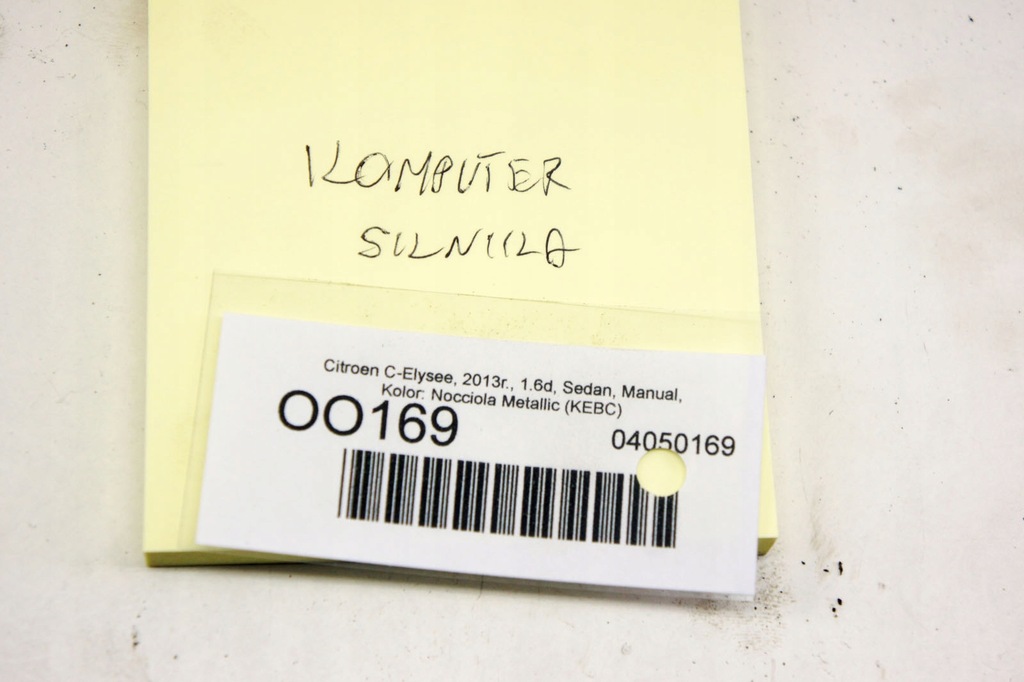 KOMPUTER
SILNIKA
Citroen C-Elysee, 2013r., 1.6d, Sedan, Manual,
Kolor: Nocciola Metallic (KEBC)
OO169
04050169